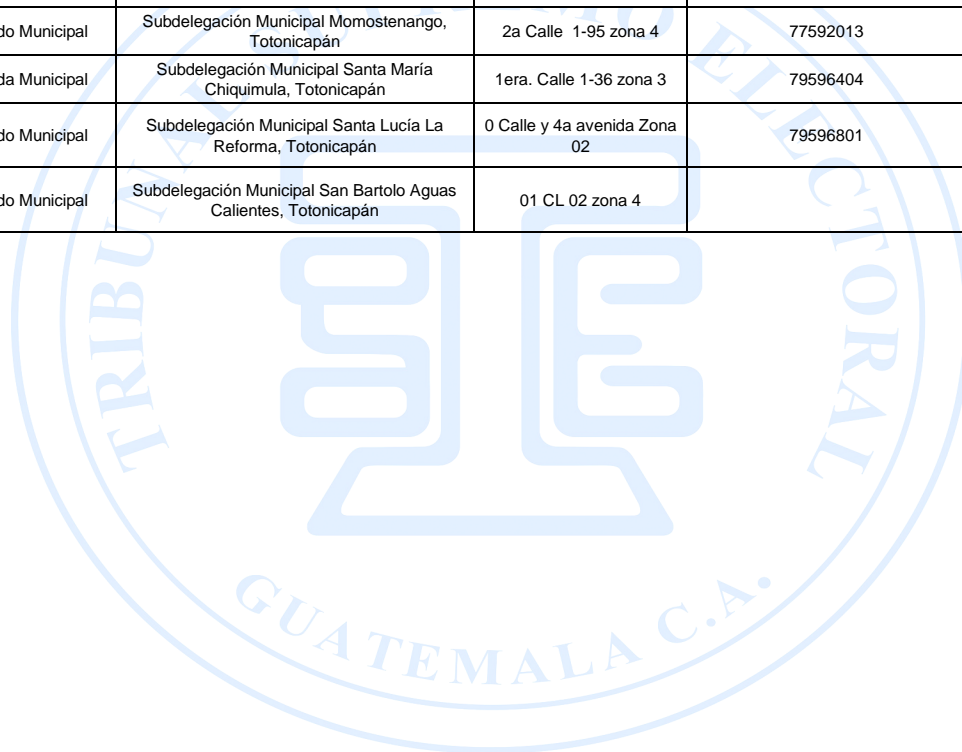 do Municipal
Subdelegación Municipal Momostenango,
Totonicapán
2a Calle 1-95 zona 4
77592013
da Municipal
Subdelegación Municipal Santa María
Chiquimula, Totonicapán
1era. Calle 1-36 zona 3
79596404
do Municipal
Subdelegación Municipal Santa Lucía La
Reforma, Totonicapán
0 Calle y 4a avenida Zona
02
79596801
do Municipal
Subdelegación Municipal San Bartolo Aguas
Calientes, Totonicapán
01 CL 02 zona 4
TRIBUNAL SUPREMO ELECTORAL
GUATEMALA C.A.